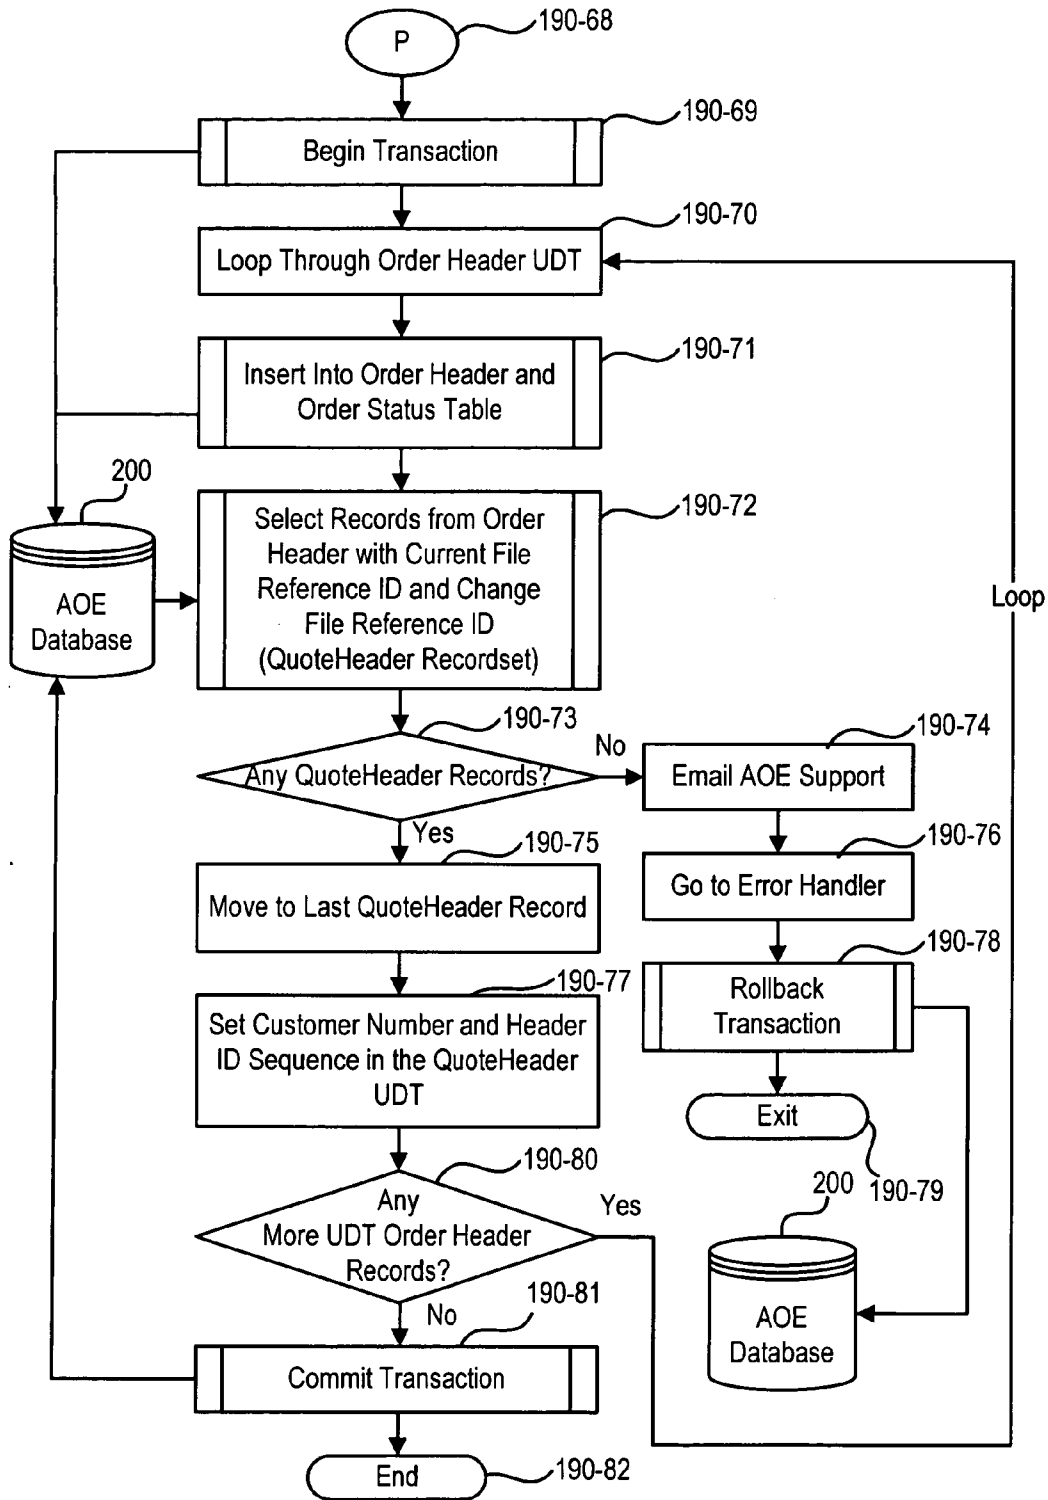 190-68
P
190-69
Begin Transaction
190-70
Loop Through Order Header UDT
190-71
Insert Into Order Header and
Order Status Table
200
AOE
Database
190-72
Select Records from Order
Header with Current File
Reference ID and Change
File Reference ID
(QuoteHeader Recordset)
Loop
190-73
Any QuoteHeader Records?
No
190-74
Email AOE Support
Yes
190-75
Move to Last QuoteHeader Record
190-76
Go to Error Handler
190-77
Set Customer Number and Header
ID Sequence in the QuoteHeader
UDT
190-78
Rollback
Transaction
Exit
190-79
190-80
Any
More UDT Order Header
Records?
Yes
200
AOE
Database
No
190-81
Commit Transaction
End
190-82